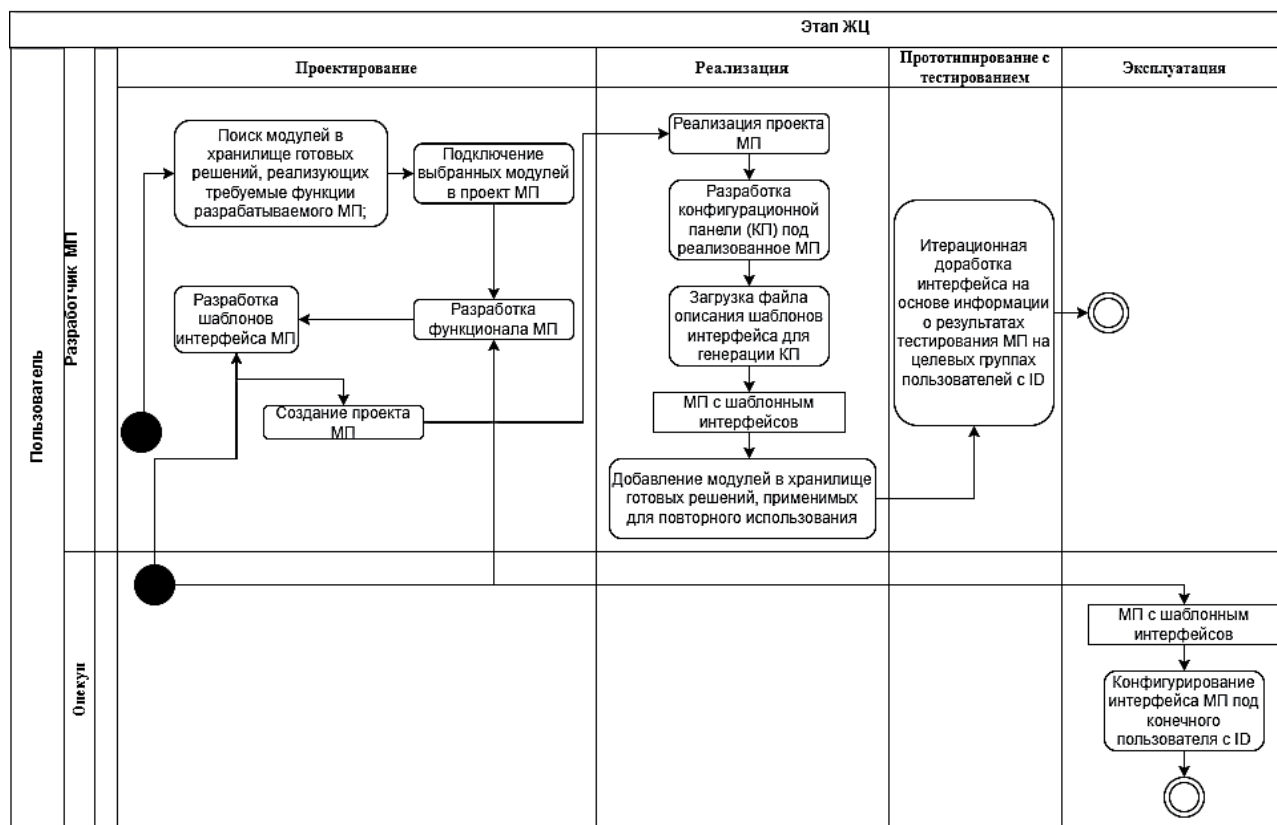 Этап ЖЦ
Проектирование
Реализация
Прототипирование с
тестированием
Эксплуатация
Пользователь
Разработчик МП
Поиск модулей в
хранилище готовых
решений, реализующих
требуемые функции
разрабатываемого МП;
Подключение
выбранных модулей
в проект МП
Разработка
шаблонов
интерфейса МП
Разработка
функционала МП
Создание проекта
МП
Реализация проекта
МП
Разработка
конфигурационной
панели (КП) под
реализованное МП
Загрузка файла
описания шаблонов
интерфейса для
генерации КП
МП с шаблонным
интерфейсов
Добавление модулей в хранилище
готовых решений, применимых
для повторного использования
Итерационная
доработка
интерфейса на
основе информации
о результатах
тестирования МП на
целевых группах
пользователей с ID
Опекун
МП с шаблонным
интерфейсов
Конфигурирование
интерфейса МП под
конечного
пользователя с ID